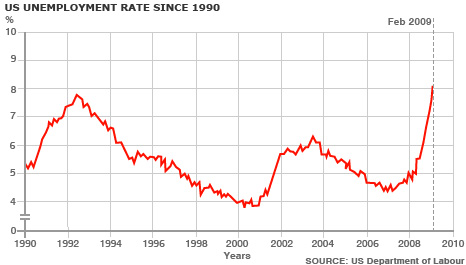 US UNEMPLOYMENT RATE SINCE 1990
%
Feb 2009
10
9
8
7
6
5
4
0
1990 1992 1994 1996 1998 2000 2002 2004 2006 2008 2010
Years
SOURCE: US Department of Labour